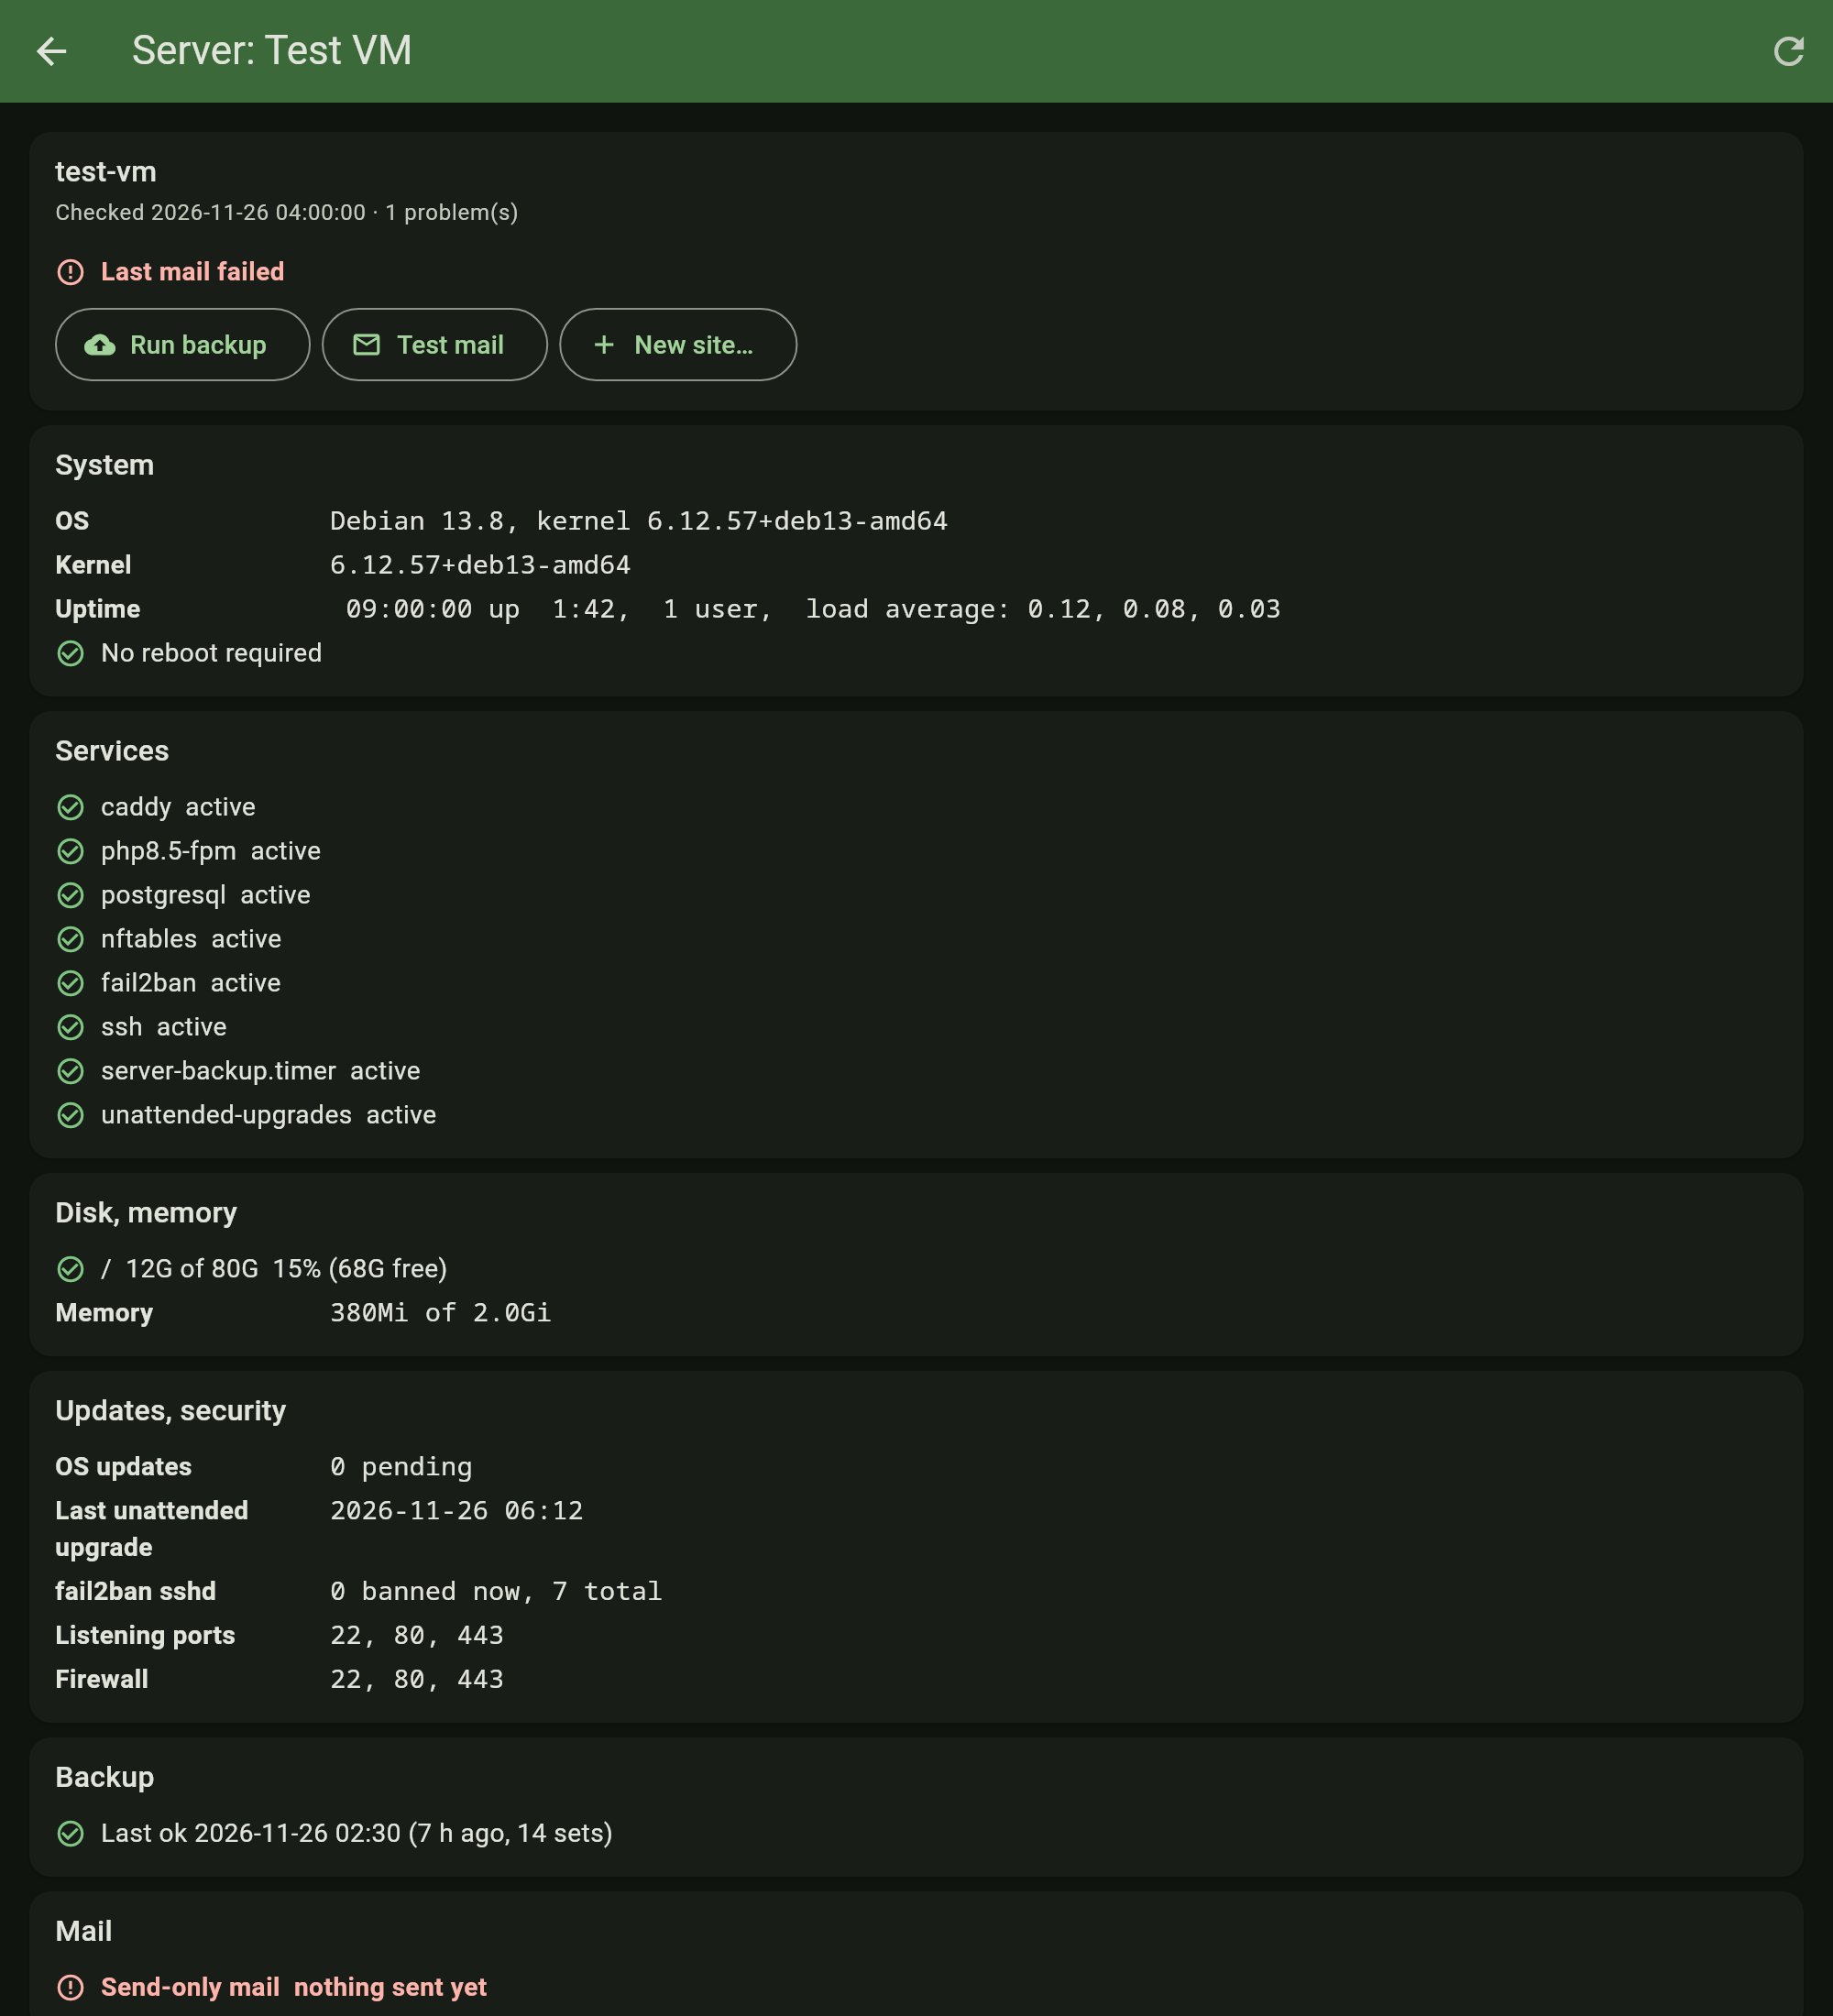 Server: Test VM
test-vm
Checked 2026-11-26 04:00:00 · 1 problem(s)
Last mail failed
Run backup Test mail New site…
System
OS Debian 13.8, kernel 6.12.57+deb13-amd64
Kernel 6.12.57+deb13-amd64
Uptime 09:00:00 up 1:42, 1 user, load average: 0.12, 0.08, 0.03
No reboot required
Services
caddy active
php8.5-fpm active
postgresql active
nftables active
fail2ban active
ssh active
server-backup.timer active
unattended-upgrades active
Disk, memory
/ 12G of 80G 15% (68G free)
Memory 380Mi of 2.0Gi
Updates, security
OS updates 0 pending
Last unattended 2026-11-26 06:12
upgrade
fail2ban sshd 0 banned now, 7 total
Listening ports 22, 80, 443
Firewall 22, 80, 443
Backup
Last ok 2026-11-26 02:30 (7 h ago, 14 sets)
Mail
Send-only mail nothing sent yet